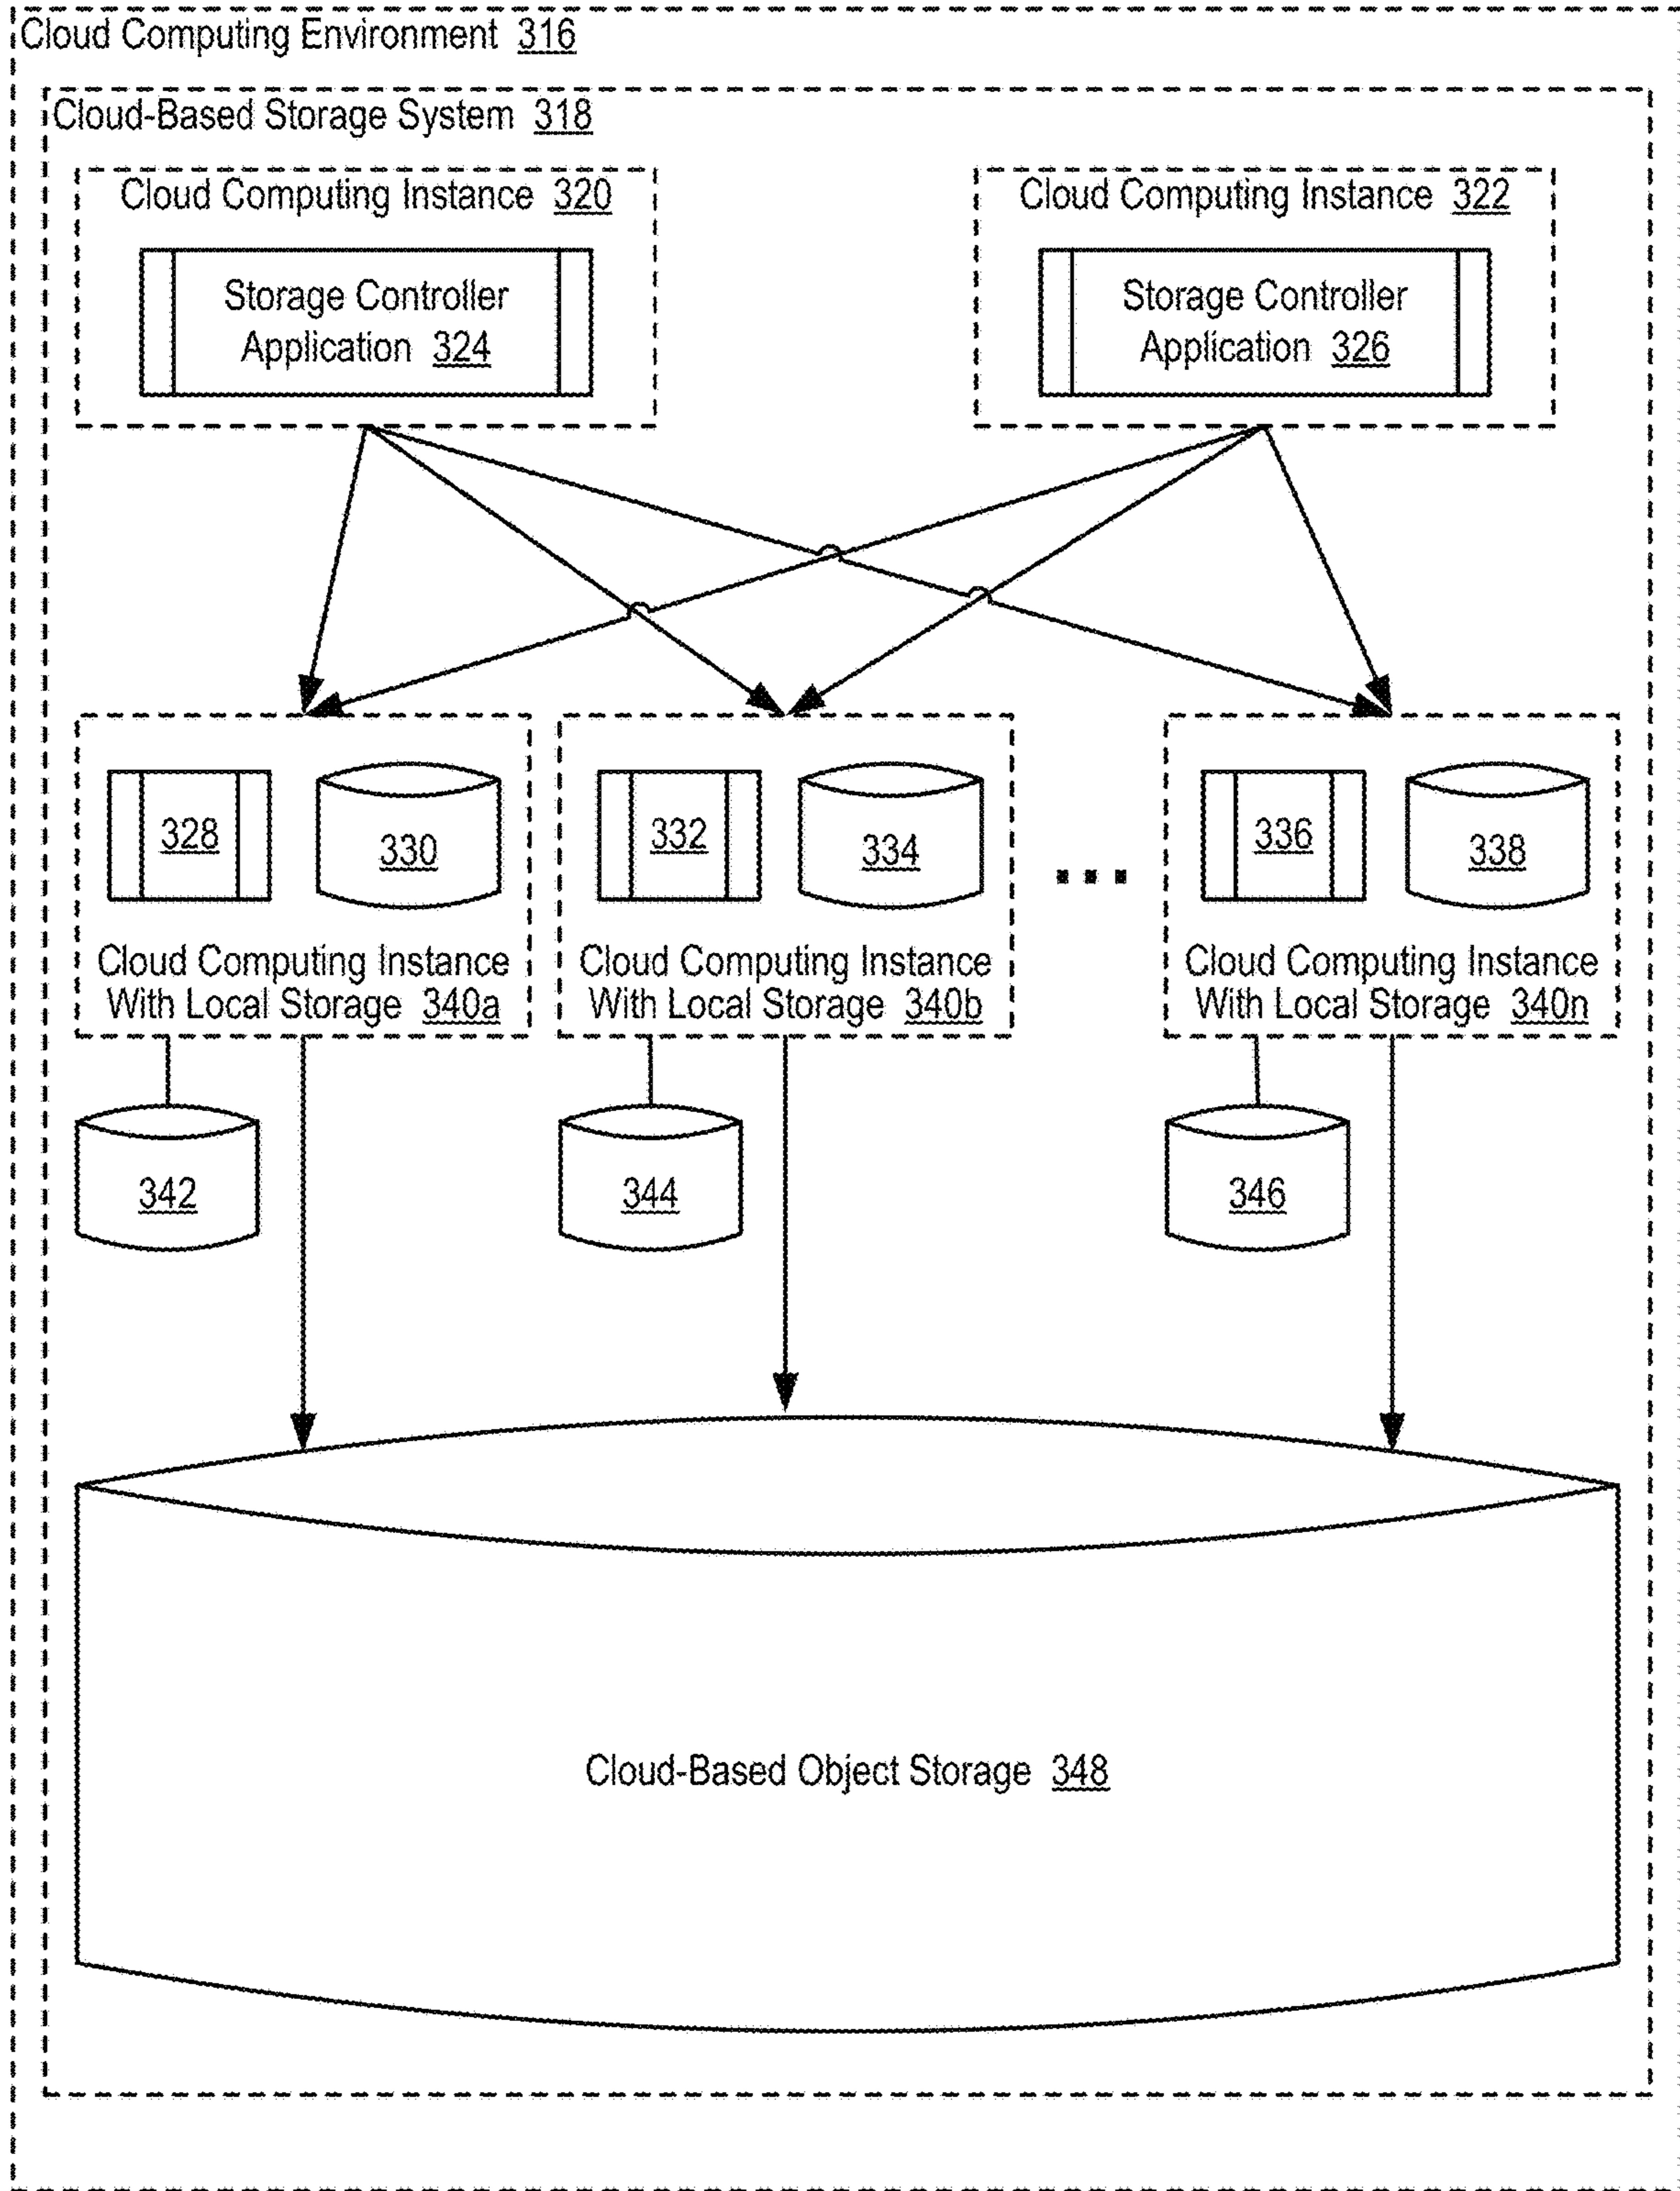 Cloud Computing Environment 316
Cloud-Based Storage System 318
Cloud Computing Instance 320
Storage Controller
Application 324
Cloud Computing Instance 322
Storage Controller
Application 326
328
330
Cloud Computing Instance
With Local Storage 340a
332
334
Cloud Computing Instance
With Local Storage 340b
...
336
338
Cloud Computing Instance
With Local Storage 340n
342
344
346
Cloud-Based Object Storage 348